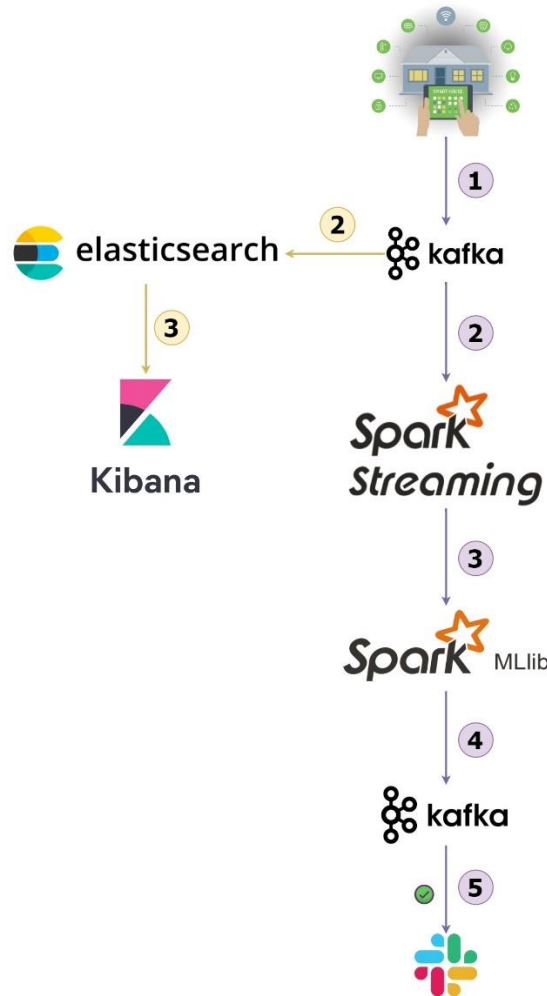 1
elasticsearch
2
kafka
3
2
Kibana
Spark
Streaming
3
Spark MLlib
4
kafka
5